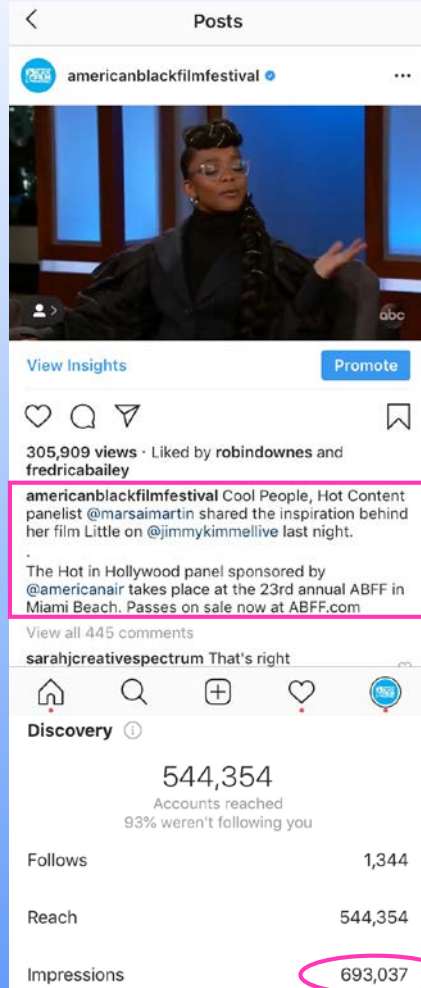 Posts
americanblackfilmfestival
abc
View Insights
Promote
305,909 views · Liked by robindownes and
fredricabailey
americanblackfilmfestival Cool People, Hot Content
panelist @marsaimartin shared the inspiration behind
her film Little on @jimmykimmellive last night.
.
The Hot in Hollywood panel sponsored by
@americanair takes place at the 23rd annual ABFF in
Miami Beach. Passes on sale now at ABFF.com
View all 445 comments
sarahjcreativespectrum That's right
Discovery
544,354
Accounts reached
93% weren't following you
Follows
1,344
Reach
544,354
Impressions
693,037